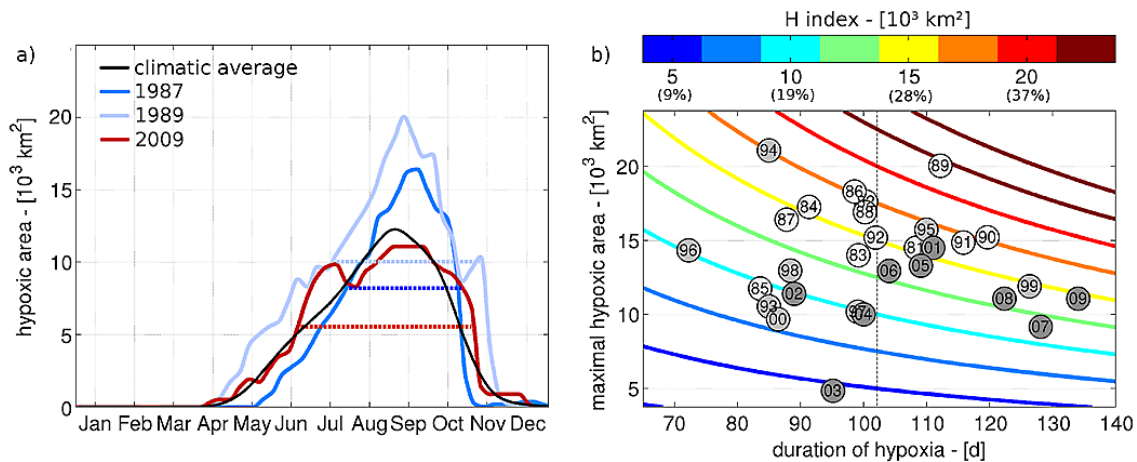 a)
climatic average
1987
1989
2009
hypoxic area - [10³ km²]
20
15
10
5
0
Jan Feb Mar Apr May Jun Jul Aug Sep Oct Nov Dec
H index - [10³ km²]
b)
5 10 15 20
(9%) (19%) (28%) (37%)
maximal hypoxic area - [10³ km²]
20
15
10
5
94 89
86
84 88
87
95
92 81 01 91 90
96 83
98 06 05
85 02 99
93 08 09
00 97 04 07
03
70 80 90 100 110 120 130 140
duration of hypoxia - [d]